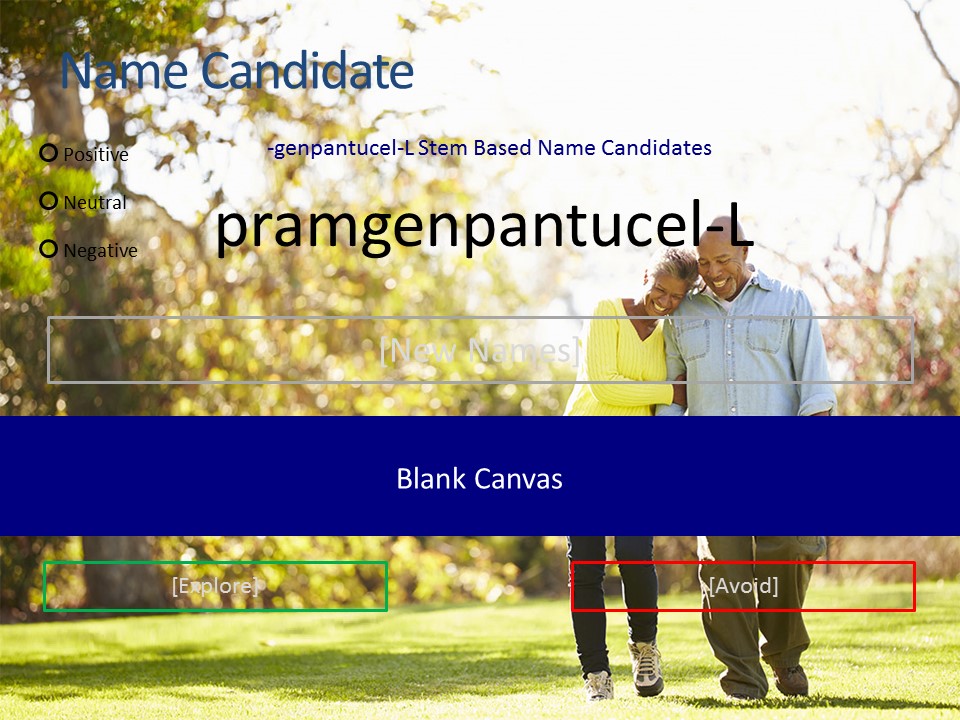 Name Candidate
-genpantucel-L Stem Based Name Candidates
Positive
Neutral
Negative
pramgenpantucel-L
[New Names]
Blank Canvas
[Explore]
[Avoid]